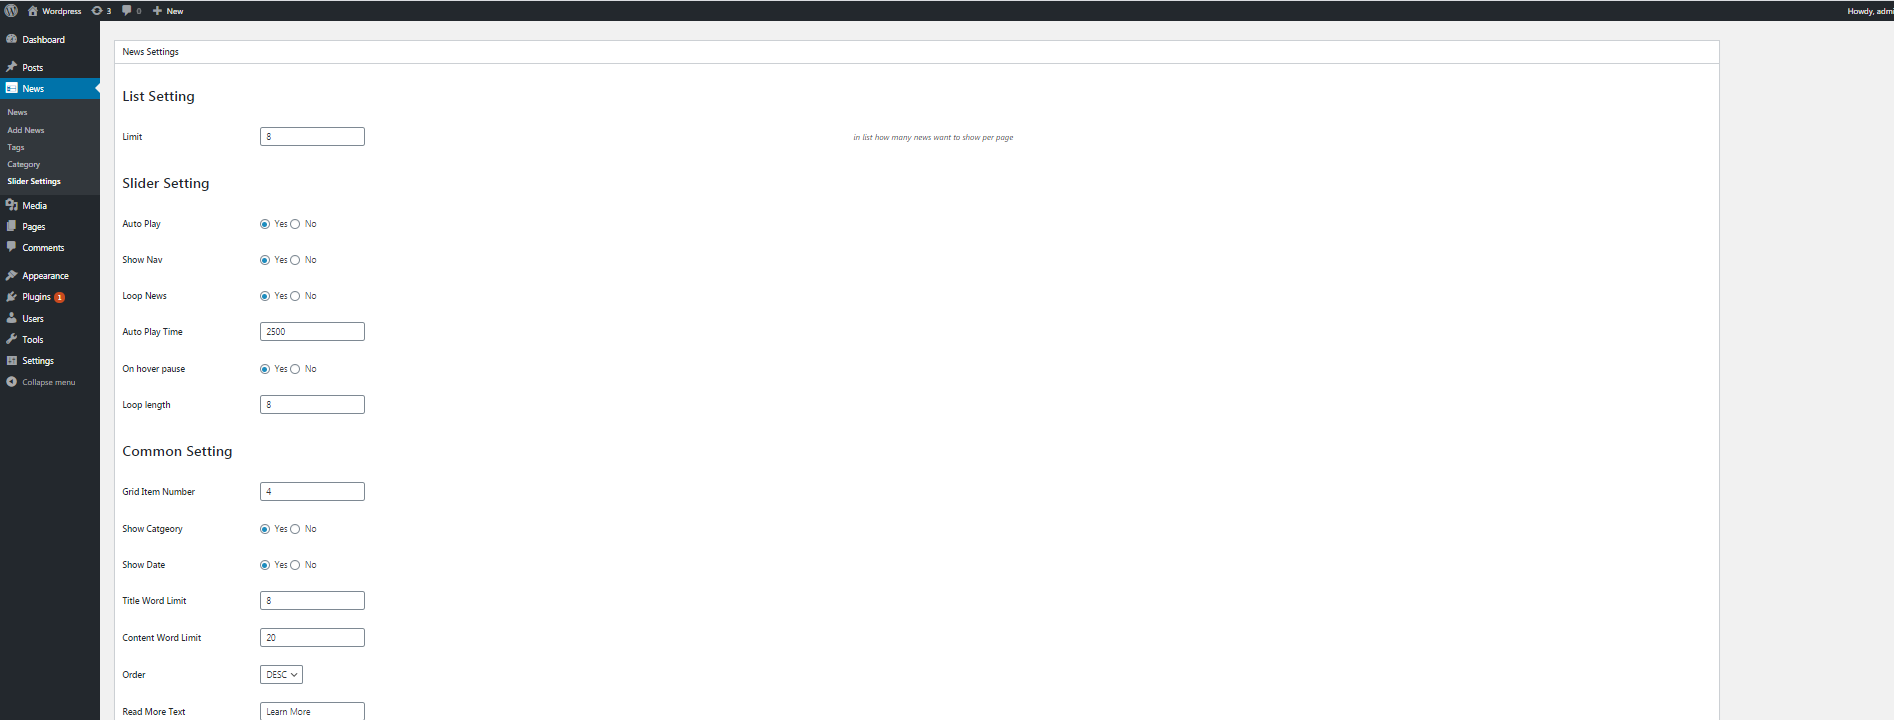 Wordpress 3 0 New Howdy, admi
Dashboard
Posts
News
News
Add News
Tags
Category
Slider Settings
Media
Pages
Comments
Appearance
Plugins 1
Users
Tools
Settings
Collapse menu
News Settings
List Setting
Limit 8 in list how many news want to show per page
Slider Setting
Auto Play Yes No
Show Nav Yes No
Loop News Yes No
Auto Play Time 2500
On hover pause Yes No
Loop length 8
Common Setting
Grid Item Number 4
Show Catgeory Yes No
Show Date Yes No
Title Word Limit 8
Content Word Limit 20
Order DESC
Read More Text Learn More